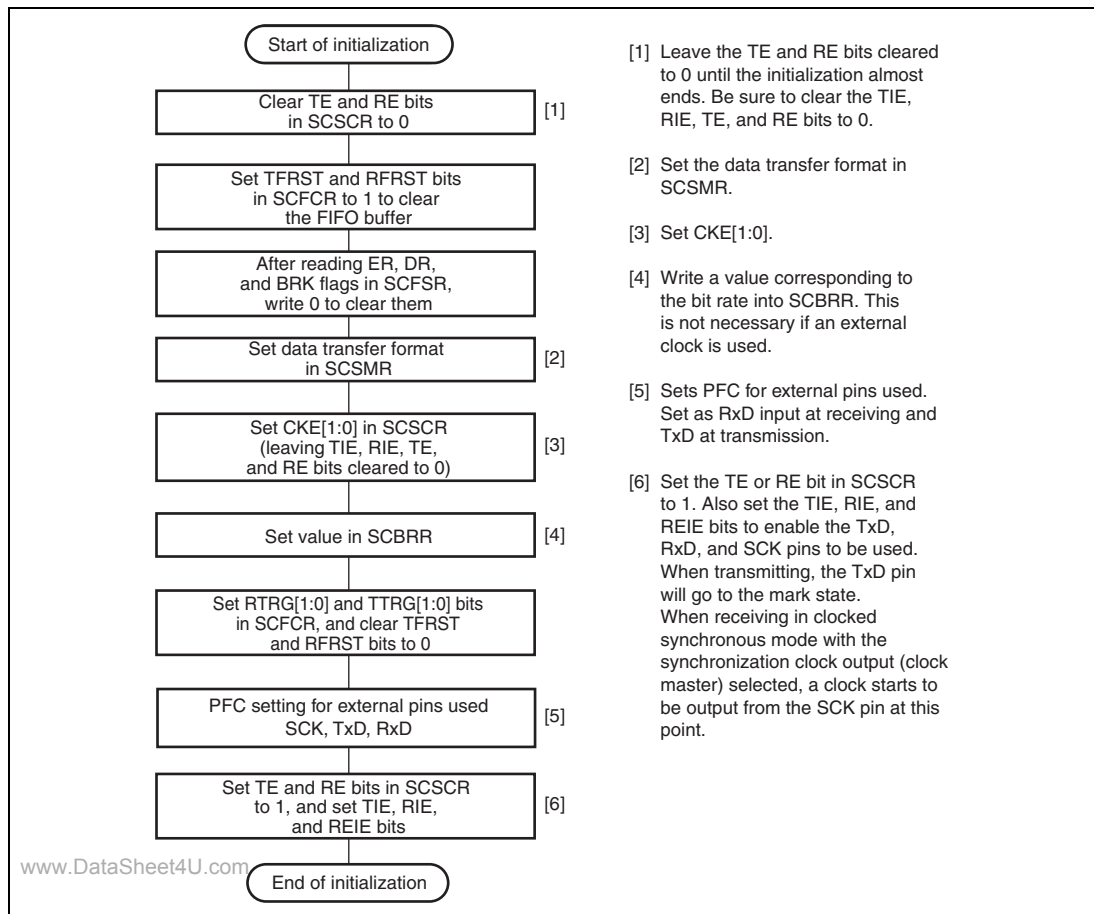 Start of initialization
Clear TE and RE bits
in SCSCR to 0
[1]
Set TFRST and RFRST bits
in SCFCR to 1 to clear
the FIFO buffer
After reading ER, DR,
and BRK flags in SCFSR,
write 0 to clear them
Set data transfer format
in SCSMR
[2]
Set CKE[1:0] in SCSCR
(leaving TIE, RIE, TE,
and RE bits cleared to 0)
[3]
Set value in SCBRR
[4]
Set RTRG[1:0] and TTRG[1:0] bits
in SCFCR, and clear TFRST
and RFRST bits to 0
PFC setting for external pins used
SCK, TxD, RxD
[5]
Set TE and RE bits in SCSCR
to 1, and set TIE, RIE,
and REIE bits
[6]
End of initialization
[1] Leave the TE and RE bits cleared
to 0 until the initialization almost
ends. Be sure to clear the TIE,
RIE, TE, and RE bits to 0.
[2] Set the data transfer format in
SCSMR.
[3] Set CKE[1:0].
[4] Write a value corresponding to
the bit rate into SCBRR. This
is not necessary if an external
clock is used.
[5] Sets PFC for external pins used.
Set as RxD input at receiving and
TxD at transmission.
[6] Set the TE or RE bit in SCSCR
to 1. Also set the TIE, RIE, and
REIE bits to enable the TxD,
RxD, and SCK pins to be used.
When transmitting, the TxD pin
will go to the mark state.
When receiving in clocked
synchronous mode with the
synchronization clock output (clock
master) selected, a clock starts to
be output from the SCK pin at this
point.
www.DataSheet4U.com